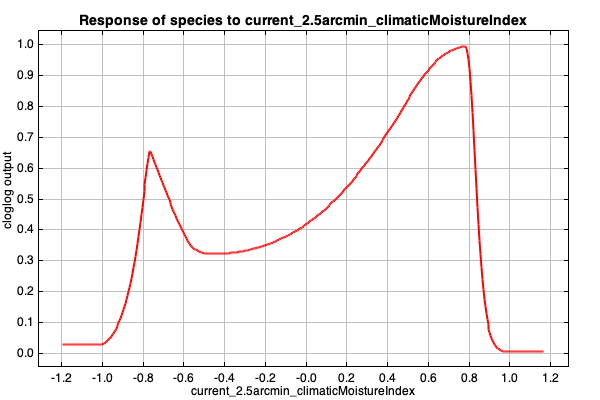 Response of species to current_2.5arcmin_climaticMoistureIndex
1.0
0.9
0.8
0.7
0.6
0.5
0.4
0.3
0.2
0.1
0.0
cloglog output
-1.2 -1.0 -0.8 -0.6 -0.4 -0.2 -0.0 0.2 0.4 0.6 0.8 1.0 1.2
current_2.5arcmin_climaticMoistureIndex